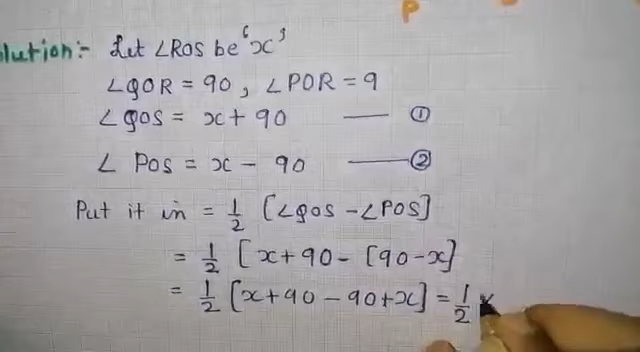 P
lution:- Let ∠ROS be 'x'
∠QOR = 90, ∠POR = 9
∠QOS = x + 90 —— ①
∠ POS = x - 90 —— ②
Put it in = 1/2 [∠QOS - ∠POS]
= 1/2 [x + 90 - [90 - x]
= 1/2 [x + 90 - 90 + x] = 1/2